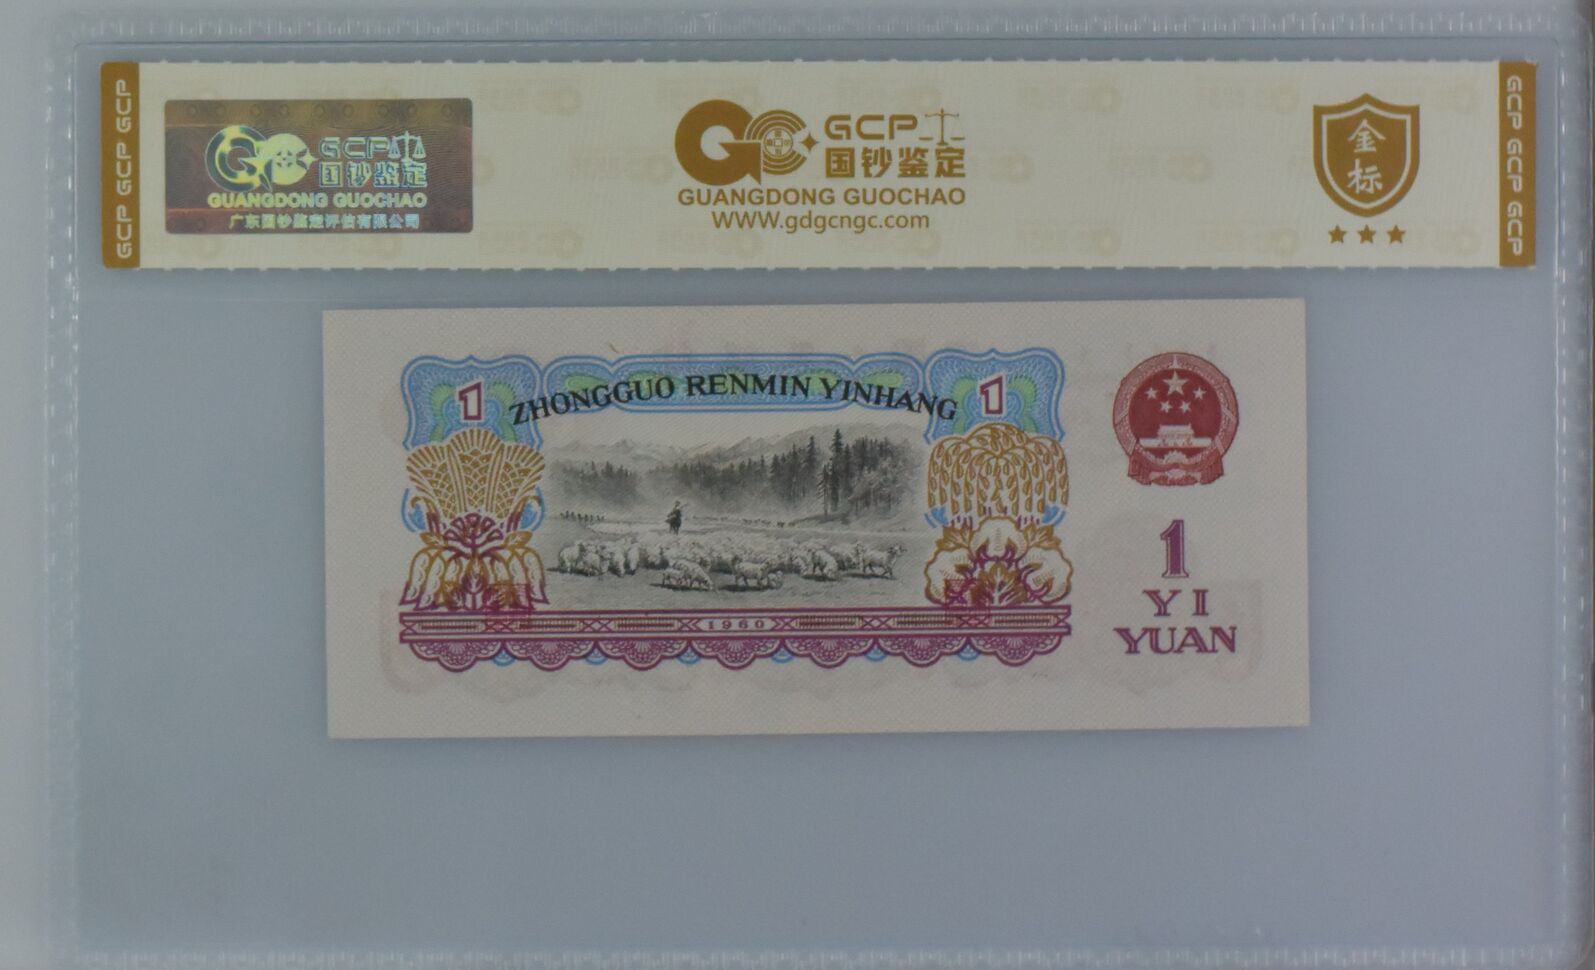 GCP GCP GCP
GCP
国钞鉴定
GUANGDONG GUOCHAO
广东国钞鉴定评估有限公司
GCP
国钞鉴定
GUANGDONG GUOCHAO
WWW.gdgcngc.com
金
标
GCP GCP GCP
1
ZHONGGUO RENMIN YINHANG
1
1960
1
YI
YUAN